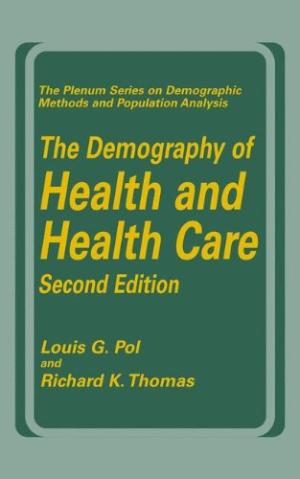 The Plenum Series on Demographic
Methods and Population Analysis
The Demography of
Health and
Health Care
Second Edition
Louis G. Pol
and
Richard K. Thomas